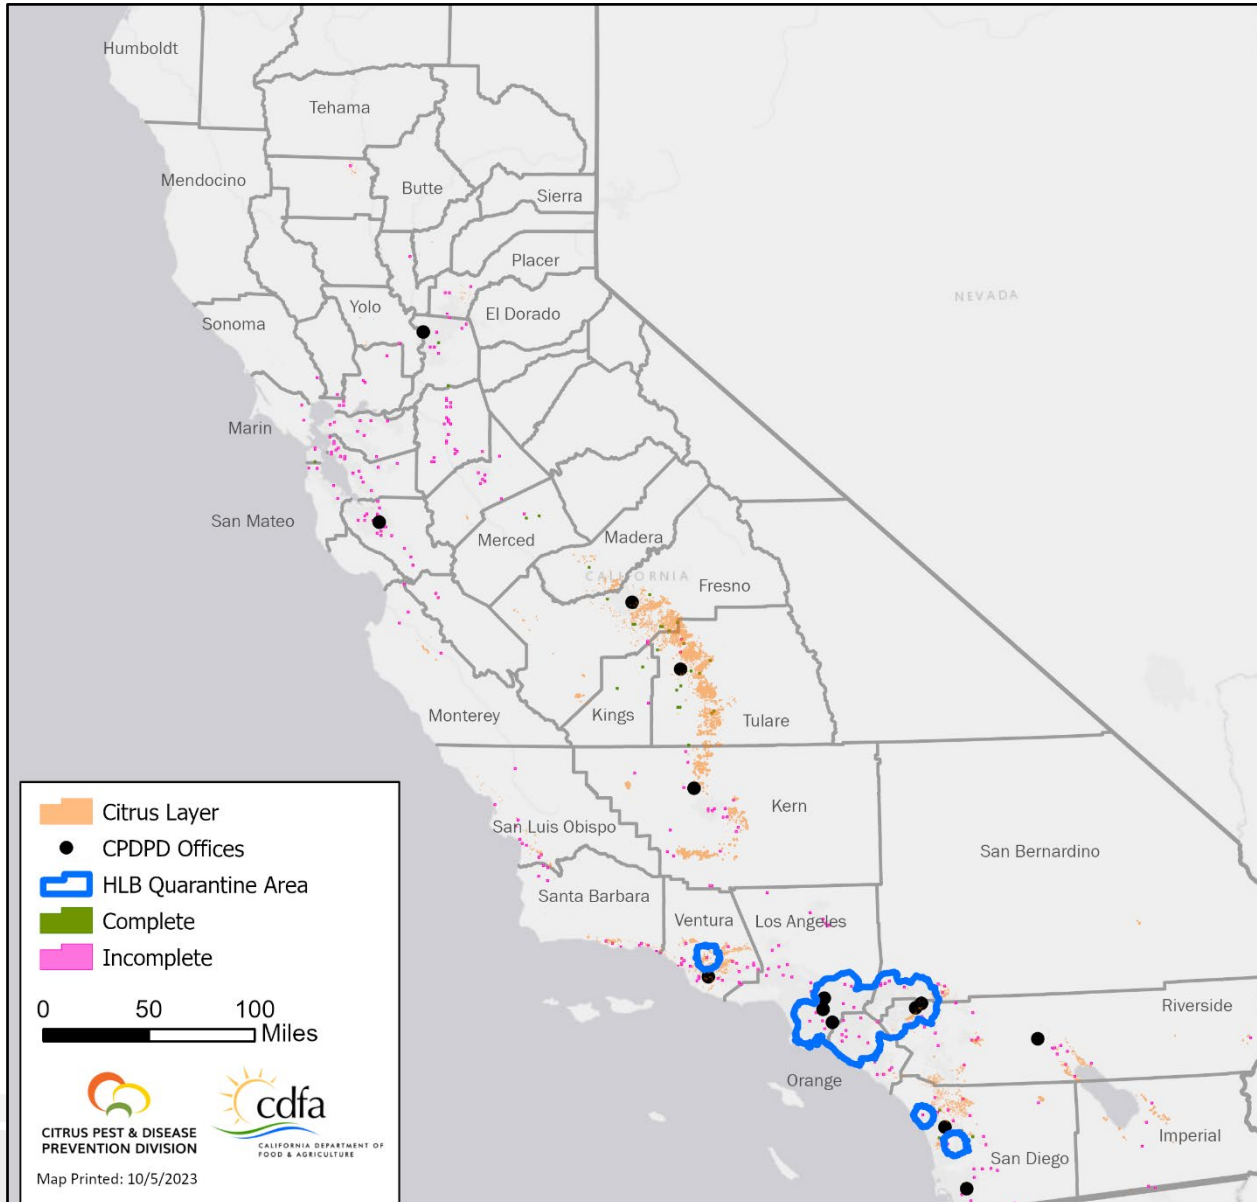 Humboldt
Tehama
Mendocino
Butte
Sierra
Placer
NEVADA
Yolo
El Dorado
Sonoma
Marin
San Mateo
Merced
Madera
CALIFORNIA
Fresno
Monterey
Kings
Tulare
Kern
San Luis Obispo
San Bernardino
Santa Barbara
Ventura
Los Angeles
Riverside
Orange
Imperial
San Diego
Citrus Layer
CPDPD Offices
HLB Quarantine Area
Complete
Incomplete
0 50 100
Miles
CITRUS PEST & DISEASE
PREVENTION DIVISION
cdfa
CALIFORNIA DEPARTMENT OF
FOOD & AGRICULTURE
Map Printed: 10/5/2023